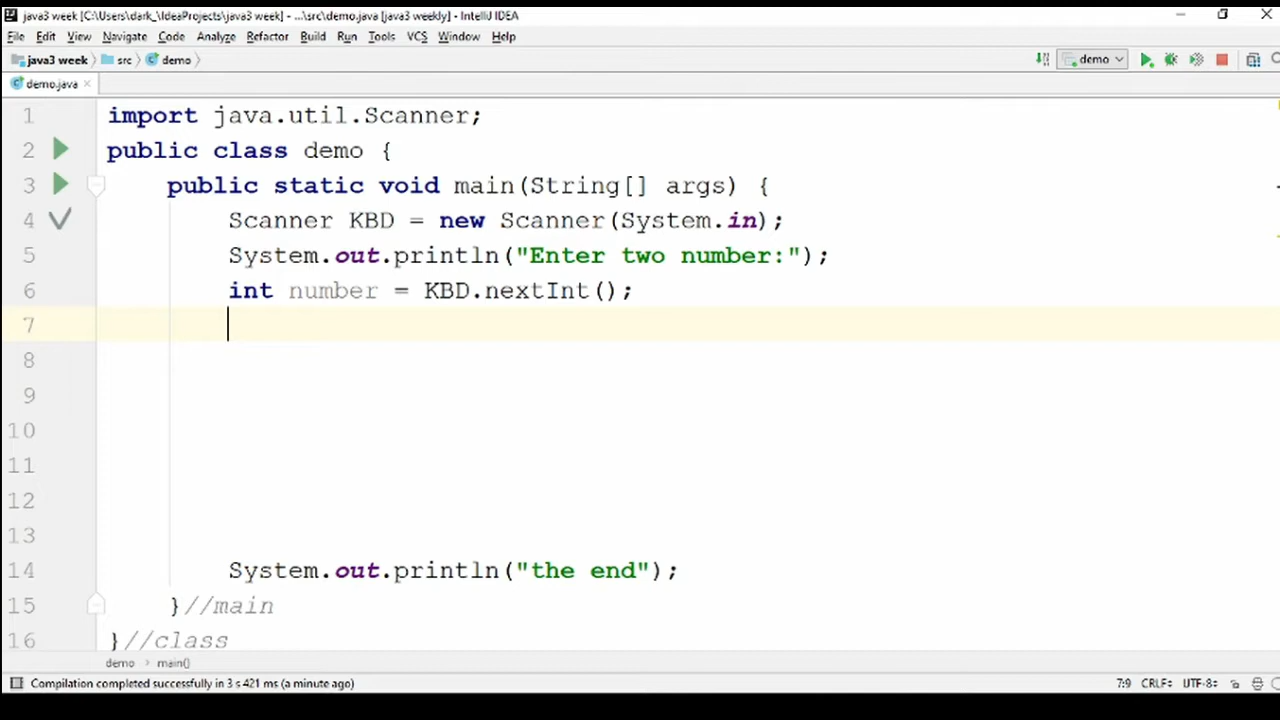 java3 week [C:\Users\dark_\IdeaProjects\java3 week] - ...\src\demo.java [java3 weekly] - IntelliJ IDEA
File Edit View Navigate Code Analyze Refactor Build Run Tools VCS Window Help
java3 week src demo demo
demo.java
1 import java.util.Scanner;
2 public class demo {
3 public static void main(String[] args) {
4 Scanner KBD = new Scanner(System.in);
5 System.out.println("Enter two number:");
6 int number = KBD.nextInt();
7
8
9
10
11
12
13
14 System.out.println("the end");
15 }//main
16 }//class
demo main()
Compilation completed successfully in 3 s 421 ms (a minute ago) 7:9 CRLF UTF-8